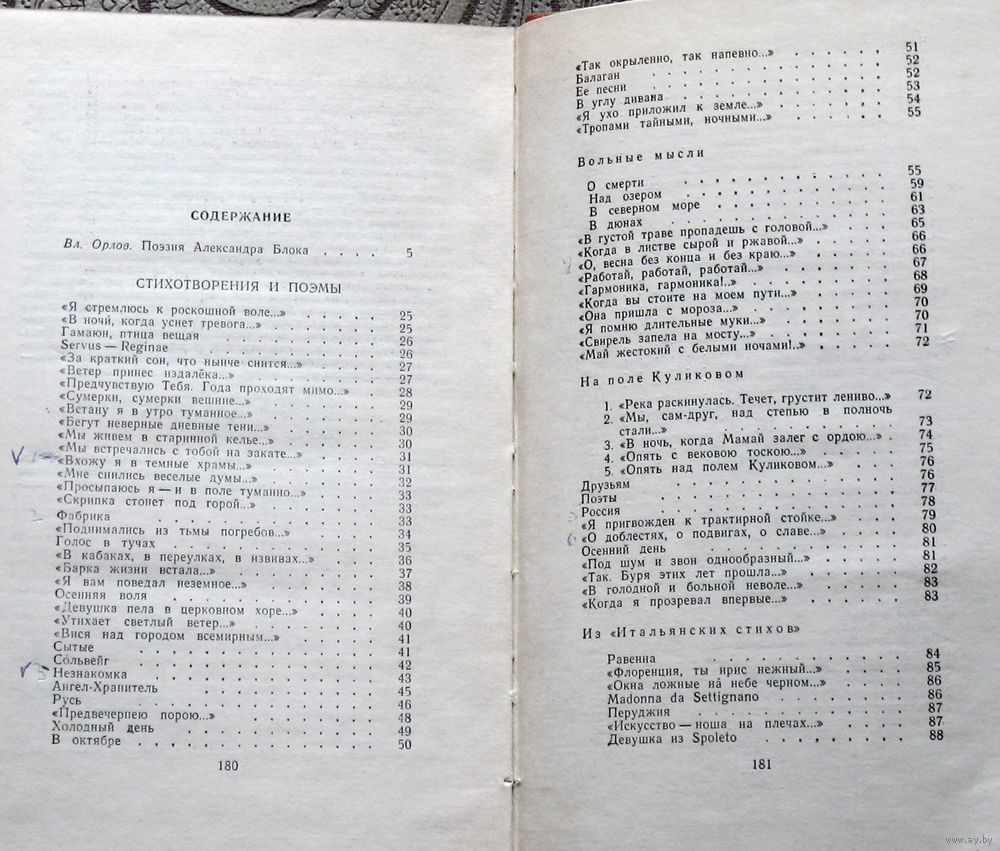 СОДЕРЖАНИЕ
Вл. Орлов. Поэзия Александра Блока . . . . 5
СТИХОТВОРЕНИЯ И ПОЭМЫ
«Я стремлюсь к роскошной воле...» 25
«В ночи, когда уснет тревога...» 25
Гамаюн, птица вещая 26
Servus — Reginae 26
«За краткий сон, что нынче снится...» 27
«Ветер принес издалёка...» 27
«Предчувствую Тебя. Года проходят мимо...» 28
«Сумерки, сумерки вешние...» 29
«Встану я в утро туманное...» 29
«Бегут неверные дневные тени...» 30
«Мы живем в старинной келье...» 30
«Мы встречались с тобой на закате...» 31
«Вхожу я в темные храмы...» 31
«Мне снились веселые думы...» 32
«Просыпаюсь я — и в поле туманно...» 33
«Скрипка стонет под горой...» 33
Фабрика 33
«Поднимались из тьмы погребов...» 34
Голос в тучах 35
«В кабаках, в переулках, в извивах...» 36
«Барка жизни встала...» 37
«Я вам поведал неземное...» 38
Осенняя воля 39
«Девушка пела в церковном хоре...» 40
«Утихает светлый ветер...» 40
«Вися над городом всемирным...» 41
Сытые 41
Сольвейг 42
Незнакомка 43
Ангел-Хранитель 45
Русь 46
«Предвечернею порою...» 48
Холодный день 49
В октябре 50
180
«Так окрыленно, так напевно...» 51
Балаган 52
Ее песни 52
В углу дивана 53
«Я ухо приложил к земле...» 54
«Тропами тайными, ночными...» 55
Вольные мысли
О смерти 55
Над озером 59
В северном море 61
В дюнах 63
«В густой траве пропадешь с головой...» 65
«Когда в листве сырой и ржавой...» 66
«О, весна без конца и без краю...» 66
«Работай, работай, работай...» 67
«Гармоника, гармоника!..» 68
«Когда вы стоите на моем пути...» 69
«Она пришла с мороза...» 70
«Я помню длительные муки...» 70
«Свирель запела на мосту...» 71
«Май жестокий с белыми ночами!..» 72
На поле Куликовом
1. «Река раскинулась. Течет, грустит лениво...» 72
2. «Мы, сам-друг, над степью в полночь
стали...» 73
3. «В ночь, когда Мамай залег с ордою...» . 74
4. «Опять с вековою тоскою...» 75
5. «Опять над полем Куликовом...» 76
Друзьям 76
Поэты 77
Россия 78
«Я пригвожден к трактирной стойке...» 79
«О доблестях, о подвигах, о славе...» 80
Осенний день 81
«Под шум и звон однообразный...» 81
«Так. Буря этих лет прошла...» 82
«В голодной и больной неволе...» 83
«Когда я прозревал впервые...» 83
Из «Итальянских стихов»
Равенна 84
«Флоренция, ты ирис нежный...» 85
«Окна ложные на́ небе черном...» 86
Madonna da Settignano 86
Перуджия 87
«Искусство — ноша на плечах...» 87
Девушка из Spoleto 88
181
www.ay.by